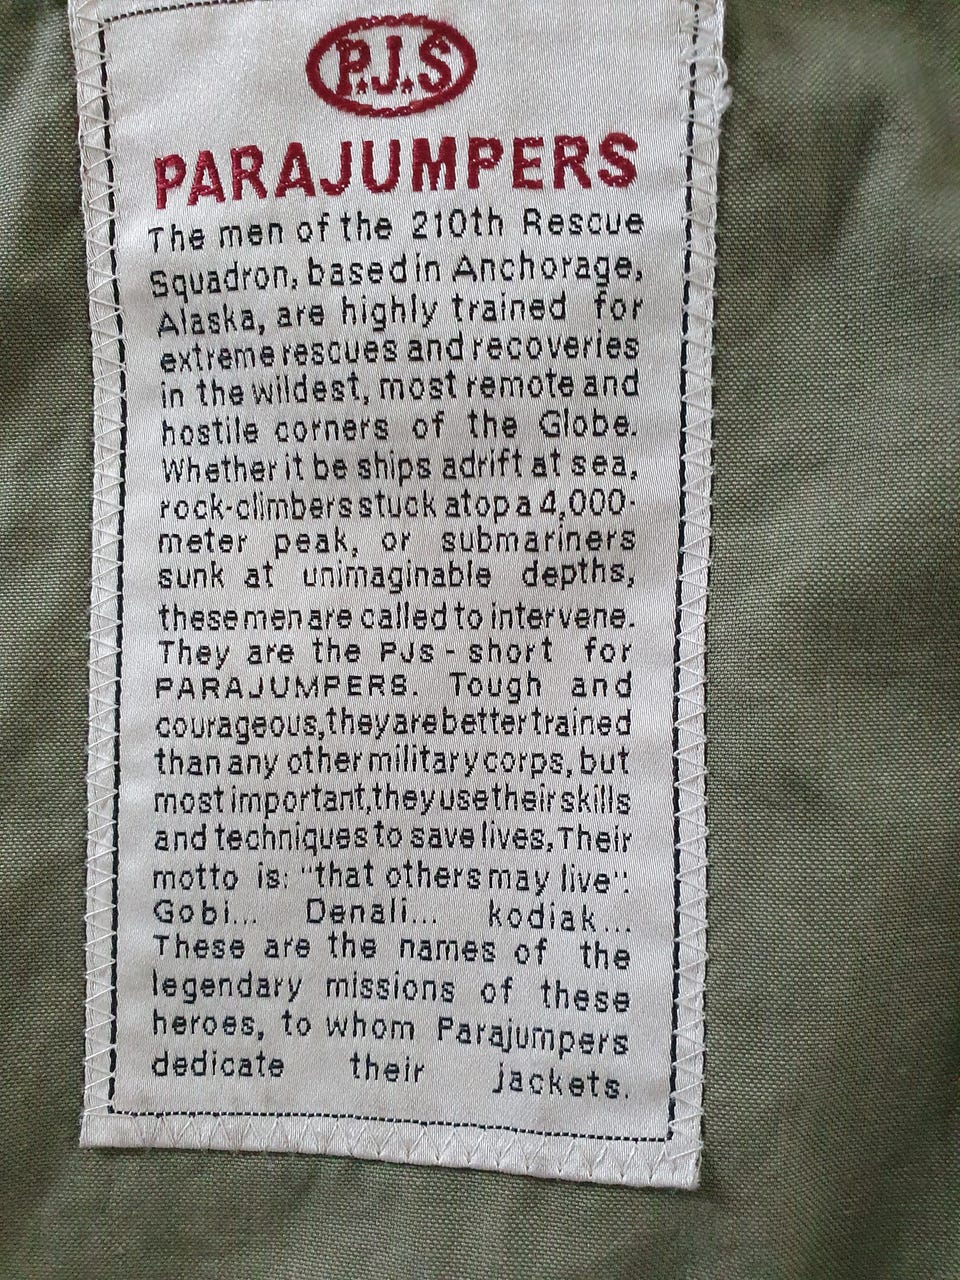 P.J.S
PARAJUMPERS
The men of the 210th Rescue
Squadron, based in Anchorage,
Alaska, are highly trained for
extreme rescues and recoveries
in the wildest, most remote and
hostile corners of the Globe.
Whether it be ships adrift at sea,
rock-climbers stuck atop a 4,000-
meter peak, or submariners
sunk at unimaginable depths,
these men are called to intervene.
They are the PJs - short for
PARAJUMPERS. Tough and
courageous, they are better trained
than any other military corps, but
most important, they use their skills
and techniques to save lives, Their
motto is: "that others may live".
Gobi... Denali... kodiak...
These are the names of the
legendary missions of these
heroes, to whom Parajumpers
dedicate their jackets.